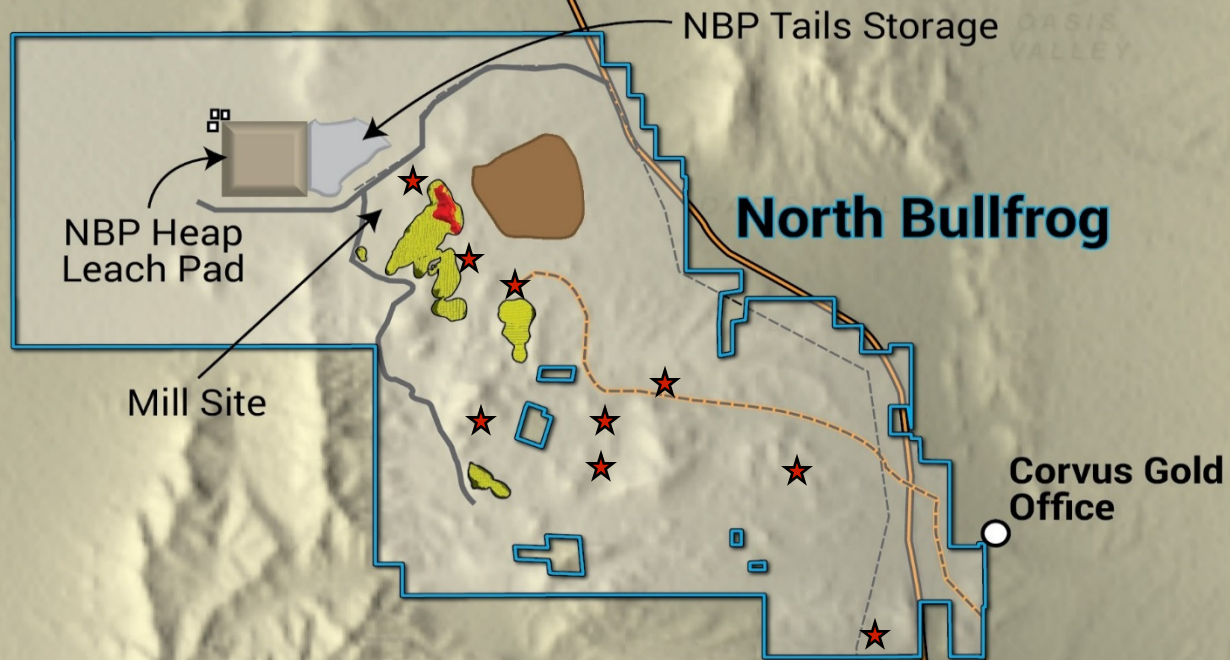 OASIS
VALLEY
NBP Tails Storage
North Bullfrog
NBP Heap
Leach Pad
Mill Site
Corvus Gold
Office